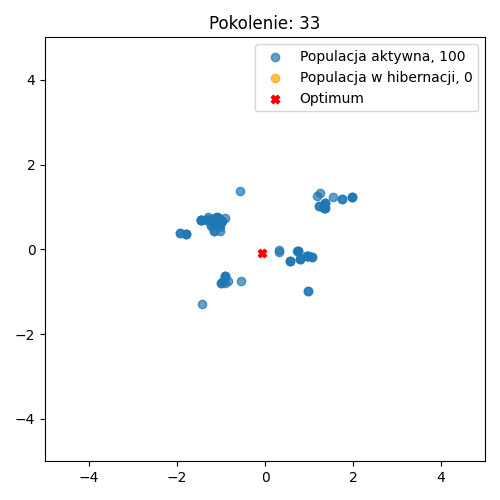 Pokolenie: 33
Populacja aktywna, 100
Populacja w hibernacji, 0
Optimum
4
2
0
−2
−4
−4
−2
0
2
4